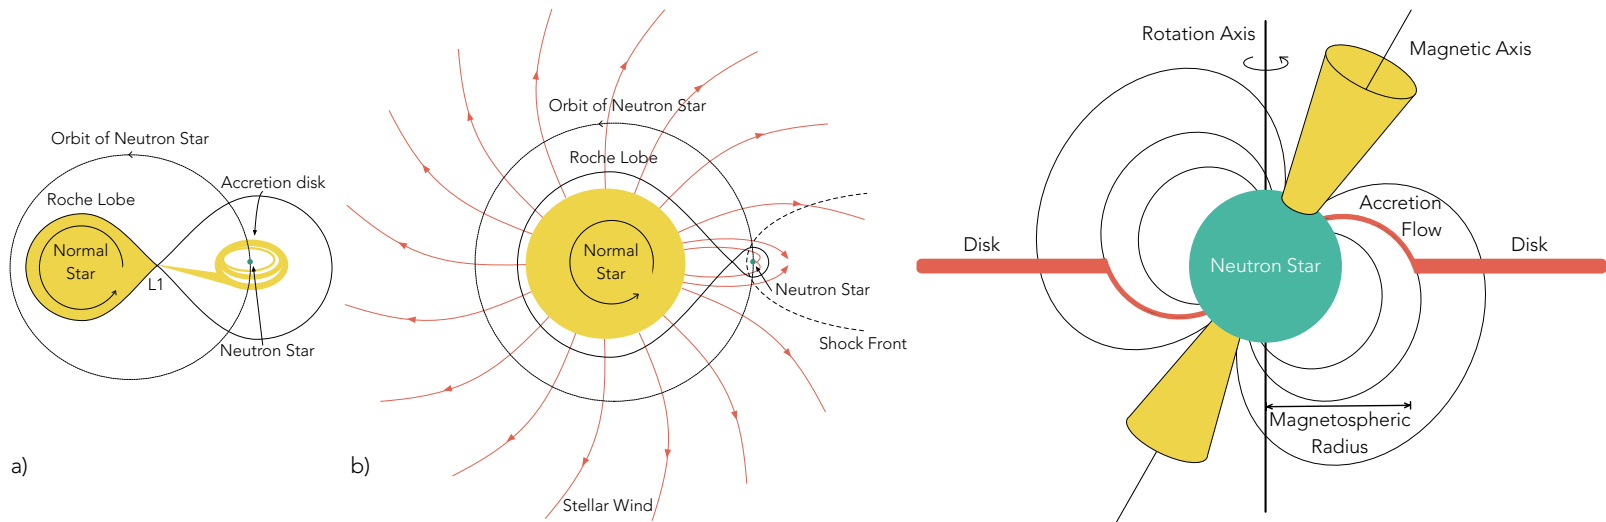 Orbit of Neutron Star
Accretion disk
Roche Lobe
Normal
Star
L1
Neutron Star
a)
Orbit of Neutron Star
Roche Lobe
Normal
Star
Neutron Star
Shock Front
Stellar Wind
b)
Rotation Axis
Magnetic Axis
Accretion
Flow
Disk
Disk
Neutron Star
Magnetospheric
Radius